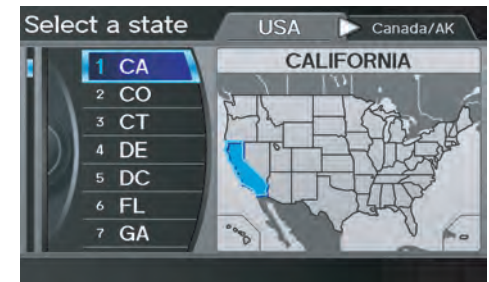 Select a state
USA
Canada/AK
CALIFORNIA
1 CA
2 CO
3 CT
4 DE
5 DC
6 FL
7 GA